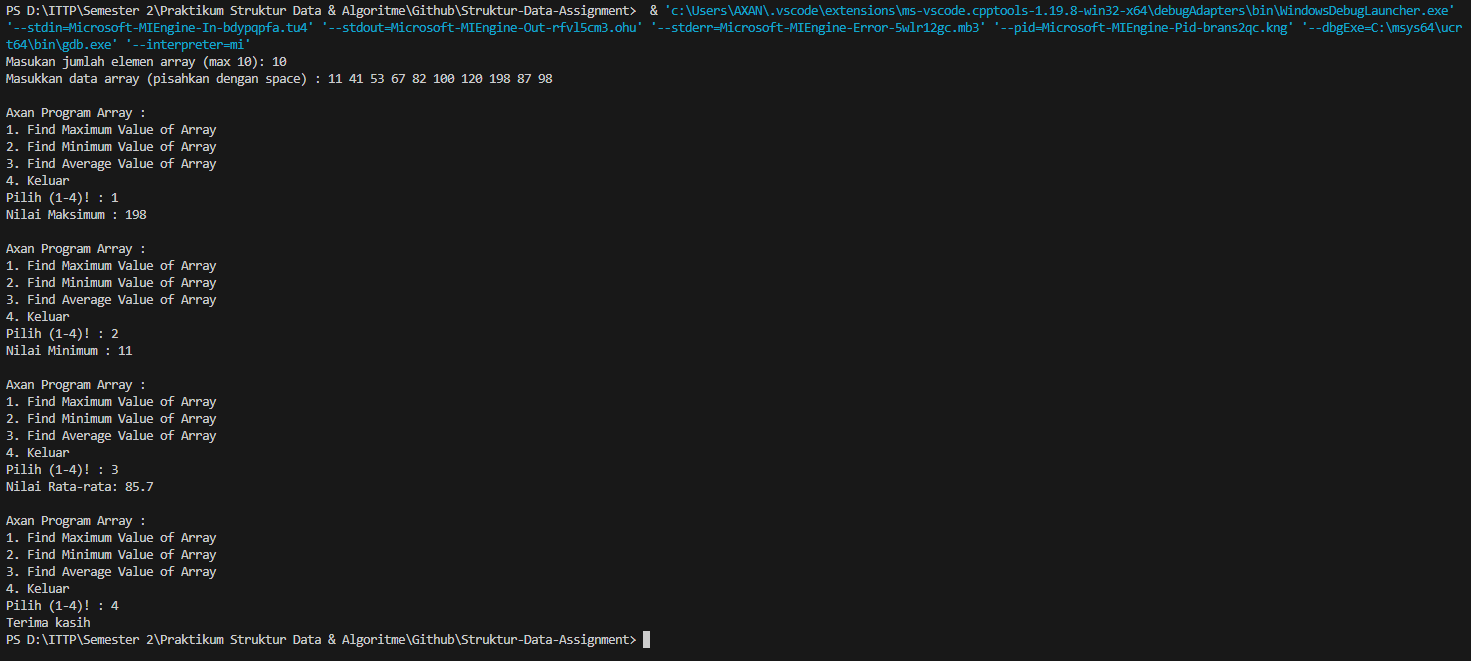 PS D:\ITTP\Semester 2\Praktikum Struktur Data & Algoritme\Github\Struktur-Data-Assignment>  & 'c:\Users\AXAN\.vscode\extensions\ms-vscode.cpptools-1.19.8-win32-x64\debugAdapters\bin\WindowsDebugLauncher.exe'
'--stdin=Microsoft-MIEngine-In-bdypqpfa.tu4' '--stdout=Microsoft-MIEngine-Out-rfvl5cm3.ohu' '--stderr=Microsoft-MIEngine-Error-5wlr12gc.mb3' '--pid=Microsoft-MIEngine-Pid-brans2qc.kng' '--dbgExe=C:\msys64\ucr
t64\bin\gdb.exe' '--interpreter=mi'
Masukan jumlah elemen array (max 10): 10
Masukkan data array (pisahkan dengan space) : 11 41 53 67 82 100 120 198 87 98
Axan Program Array :
1. Find Maximum Value of Array
2. Find Minimum Value of Array
3. Find Average Value of Array
4. Keluar
Pilih (1-4)! : 1
Nilai Maksimum : 198
Axan Program Array :
1. Find Maximum Value of Array
2. Find Minimum Value of Array
3. Find Average Value of Array
4. Keluar
Pilih (1-4)! : 2
Nilai Minimum : 11
Axan Program Array :
1. Find Maximum Value of Array
2. Find Minimum Value of Array
3. Find Average Value of Array
4. Keluar
Pilih (1-4)! : 3
Nilai Rata-rata: 85.7
Axan Program Array :
1. Find Maximum Value of Array
2. Find Minimum Value of Array
3. Find Average Value of Array
4. Keluar
Pilih (1-4)! : 4
Terima kasih
PS D:\ITTP\Semester 2\Praktikum Struktur Data & Algoritme\Github\Struktur-Data-Assignment>